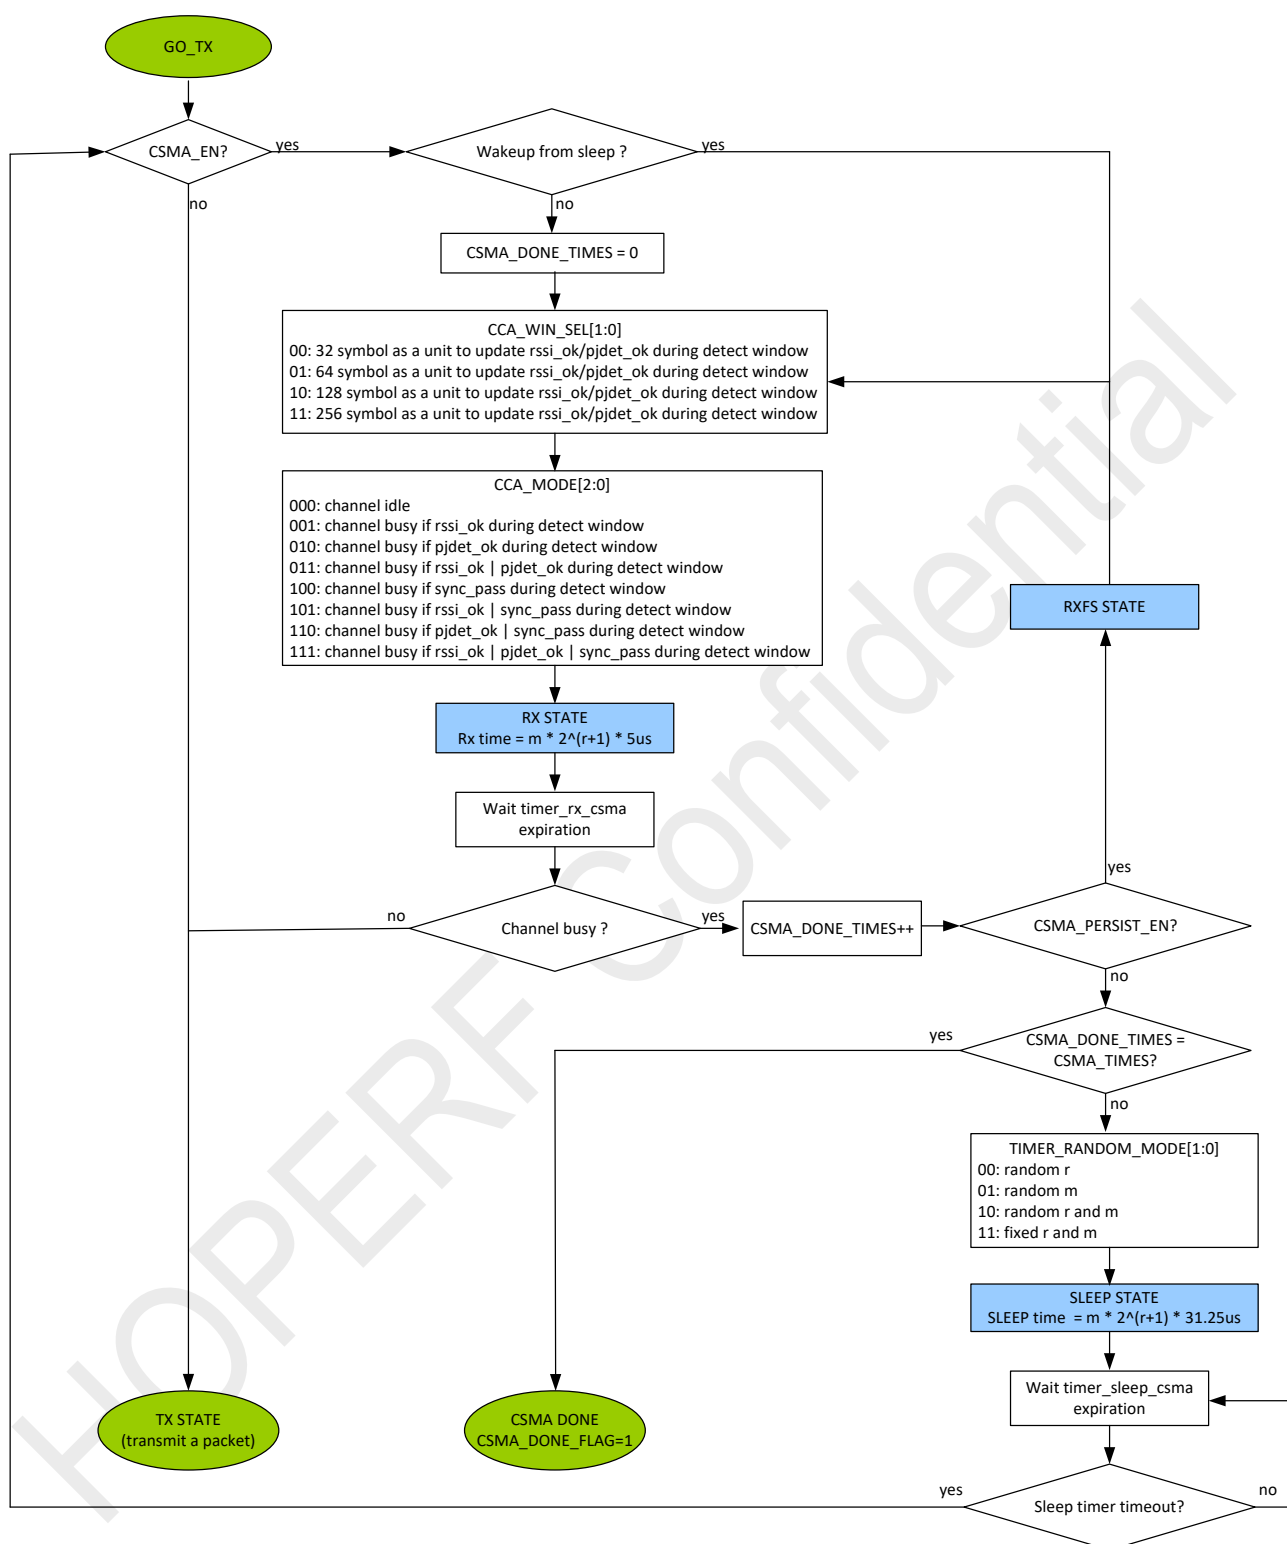 GO_TX
CSMA_EN?
yes
Wakeup from sleep ?
yes
no
no
CSMA_DONE_TIMES = 0
CCA_WIN_SEL[1:0]
00: 32 symbol as a unit to update rssi_ok/pjdet_ok during detect window
01: 64 symbol as a unit to update rssi_ok/pjdet_ok during detect window
10: 128 symbol as a unit to update rssi_ok/pjdet_ok during detect window
11: 256 symbol as a unit to update rssi_ok/pjdet_ok during detect window
CCA_MODE[2:0]
000: channel idle
001: channel busy if rssi_ok during detect window
010: channel busy if pjdet_ok during detect window
011: channel busy if rssi_ok | pjdet_ok during detect window
100: channel busy if sync_pass during detect window
101: channel busy if rssi_ok | sync_pass during detect window
110: channel busy if pjdet_ok | sync_pass during detect window
111: channel busy if rssi_ok | pjdet_ok | sync_pass during detect window
RXFS STATE
RX STATE
Rx time = m * 2^(r+1) * 5us
Wait timer_rx_csma
expiration
yes
no
Channel busy ?
yes
CSMA_DONE_TIMES++
CSMA_PERSIST_EN?
no
yes
CSMA_DONE_TIMES =
CSMA_TIMES?
no
TIMER_RANDOM_MODE[1:0]
00: random r
01: random m
10: random r and m
11: fixed r and m
SLEEP STATE
SLEEP time = m * 2^(r+1) * 31.25us
Wait timer_sleep_csma
expiration
TX STATE
(transmit a packet)
CSMA DONE
CSMA_DONE_FLAG=1
yes
Sleep timer timeout?
no
HOPERF Confidential